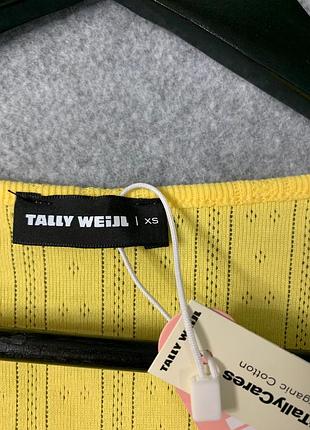 TALLY WEiJL | XS
TALLY WEIJL
#TallyCares
Organic Cotton